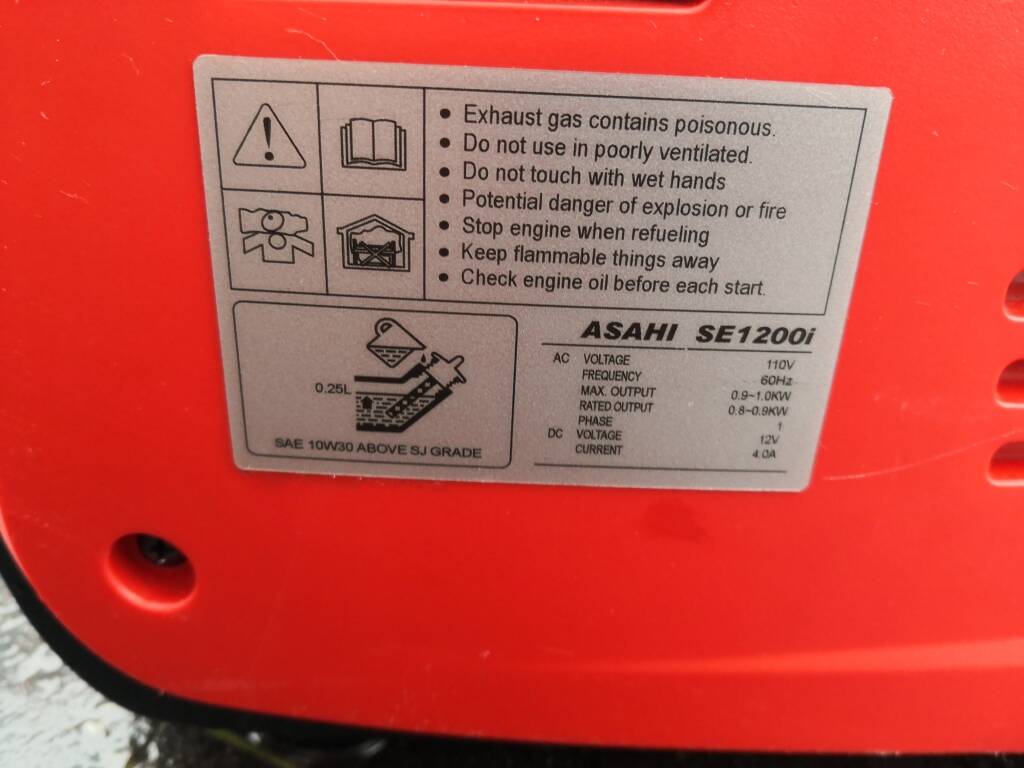 • Exhaust gas contains poisonous.
• Do not use in poorly ventilated.
• Do not touch with wet hands
• Potential danger of explosion or fire
• Stop engine when refueling
• Keep flammable things away
• Check engine oil before each start.
0.25L
SAE 10W30 ABOVE SJ GRADE
ASAHI SE1200i
AC VOLTAGE 110V
FREQUENCY 60Hz
MAX. OUTPUT 0.9~1.0KW
RATED OUTPUT 0.8~0.9KW
PHASE 1
DC VOLTAGE 12V
CURRENT 4.0A